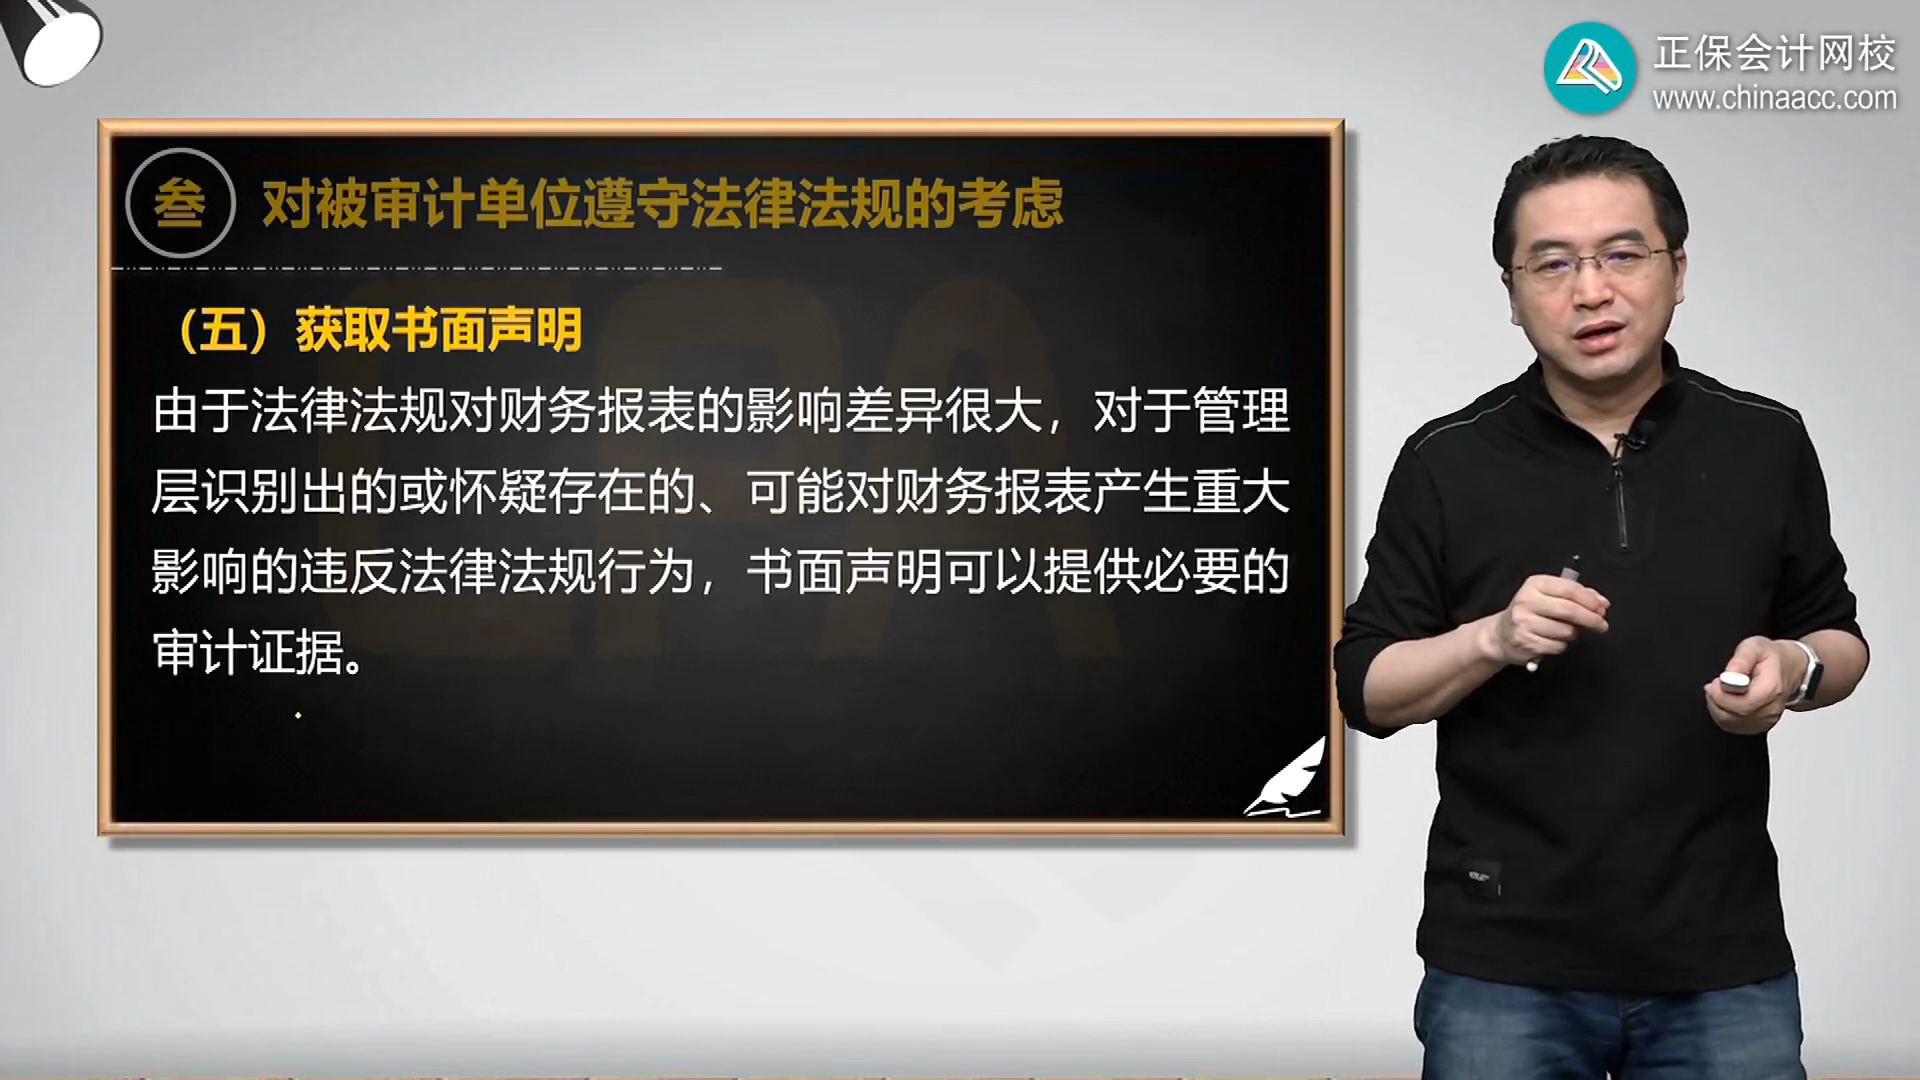 正保会计网校
www.chinaacc.com
叁 对被审计单位遵守法律法规的考虑
（五）获取书面声明
由于法律法规对财务报表的影响差异很大，对于管理
层识别出的或怀疑存在的、可能对财务报表产生重大
影响的违反法律法规行为，书面声明可以提供必要的
审计证据。
CPA